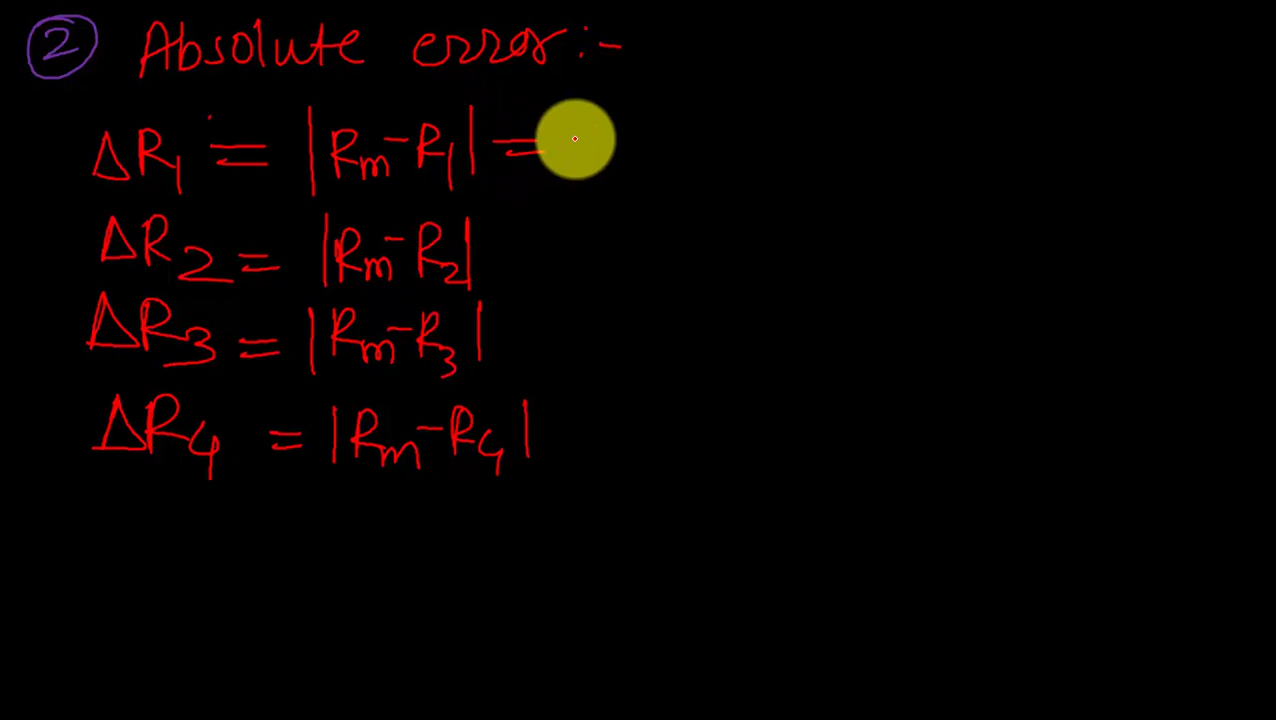 ② Absolute error:-
ΔR₁ = |Rₘ-R₁| =
ΔR₂ = |Rₘ-R₂|
ΔR₃ = |Rₘ-R₃|
ΔR₄ = |Rₘ-R₄|